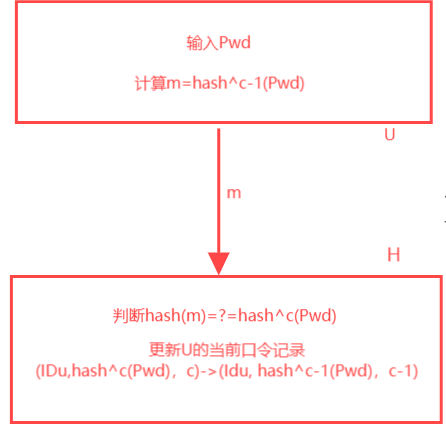 输入Pwd
计算m=hash^c-1(Pwd)
U
m
H
判断hash(m)=?=hash^c(Pwd)
更新U的当前口令记录
(IDu,hash^c(Pwd)，c)->(Idu, hash^c-1(Pwd)，c-1)